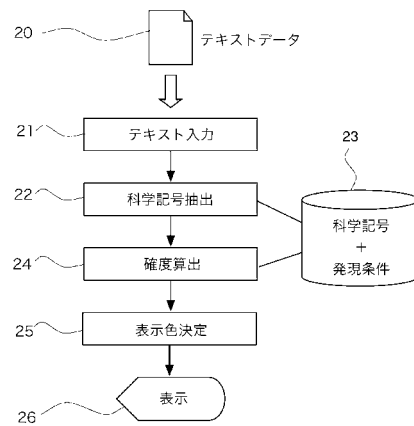 20
テキストデータ
21
テキスト入力
22
科学記号抽出
23
科学記号
+
発現条件
24
確度算出
25
表示色決定
26
表示